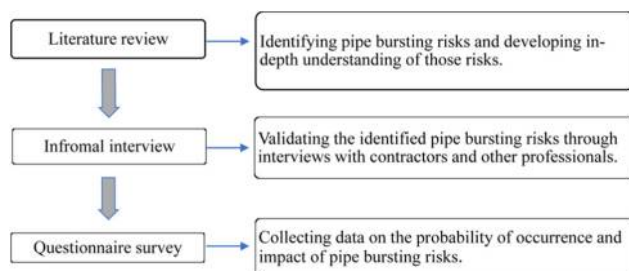 Literature review
Identifying pipe bursting risks and developing in-
depth understanding of those risks.
Infromal interview
Validating the identified pipe bursting risks through
interviews with contractors and other professionals.
Questionnaire survey
Collecting data on the probability of occurrence and
impact of pipe bursting risks.